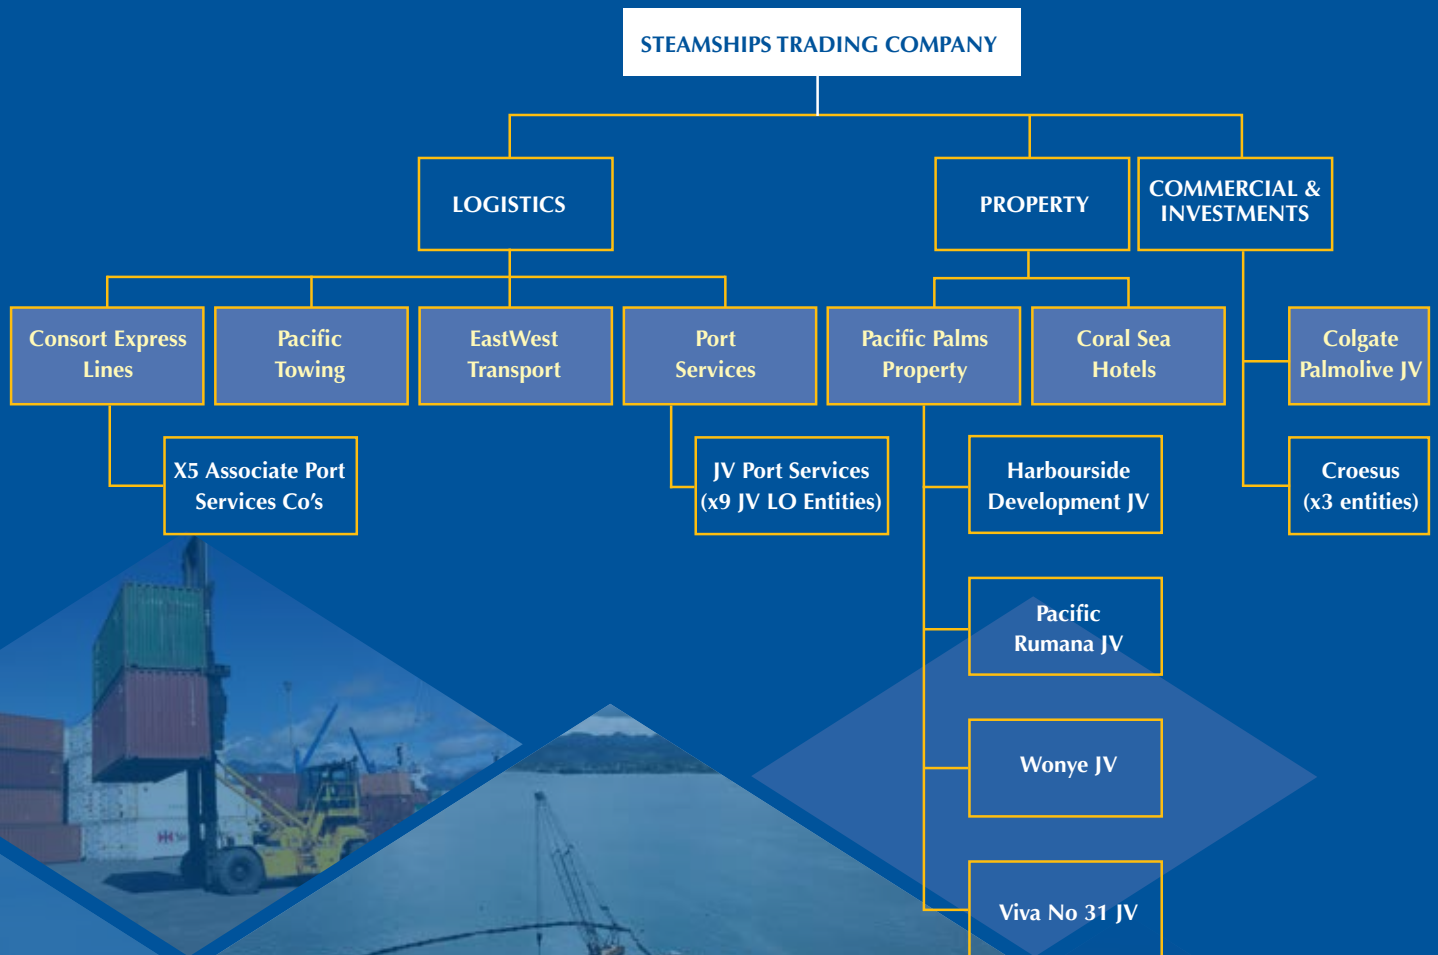 STEAMSHIPS TRADING COMPANY
LOGISTICS
PROPERTY
COMMERCIAL &
INVESTMENTS
Consort Express
Lines
Pacific
Towing
EastWest
Transport
Port
Services
Pacific Palms
Property
Coral Sea
Hotels
Colgate
Palmolive JV
X5 Associate Port
Services Co's
JV Port Services
(x9 JV LO Entities)
Harbourside
Development JV
Croesus
(x3 entities)
Pacific
Rumana JV
Wonye JV
Viva No 31 JV